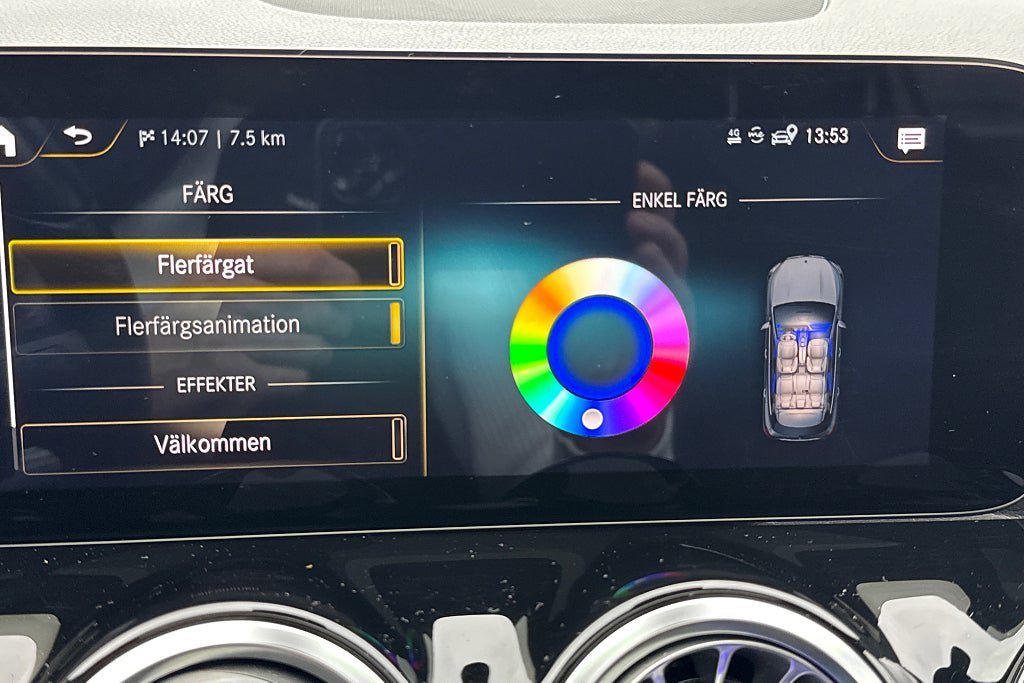 14:07 | 7.5 km
4G
13:53
FÄRG
ENKEL FÄRG
Flerfärgat
Flerfärgsanimation
EFFEKTER
Välkommen